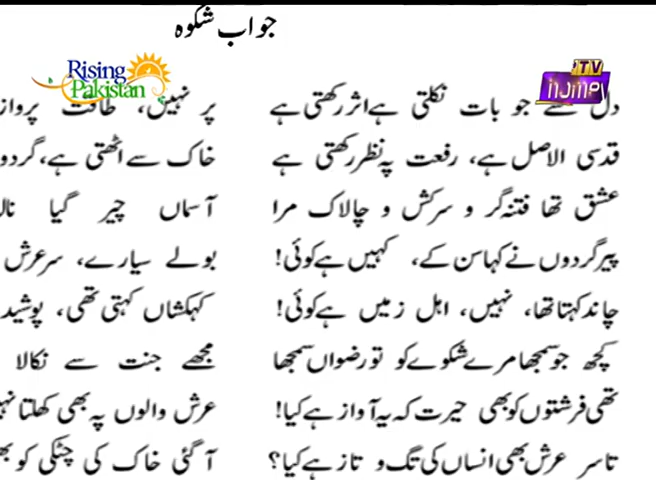 جواب شکوہ
Rising
Pakistan
TV
دل سے جو بات نکلتی ہے اثر رکھتی ہے پر نہیں، طاقت پرواز
قدسی الاصل ہے، رفعت پہ نظر رکھتی ہے خاک سے اٹھتی ہے، گردو
عشق تھا فتنہ گر و سرکش و چالاک مرا آسماں چیر گیا نال
پیر گردوں نے کہا سن کے، کہیں ہے کوئی! بولے سیارے، سر عرش
چاند کہتا تھا، نہیں، اہل زمیں ہے کوئی! کہکشاں کہتی تھی، پوشید
کچھ جو سمجھا مرے شکوے کو تو رضواں سمجھا مجھے جنت سے نکالا
تھی فرشتوں کو بھی حیرت کہ یہ آواز ہے کیا! عرش والوں پہ بھی کھلتا نہیں
تا سر عرش بھی انساں کی تگ و تاز ہے کیا؟ آ گئی خاک کی چٹکی کو بھ